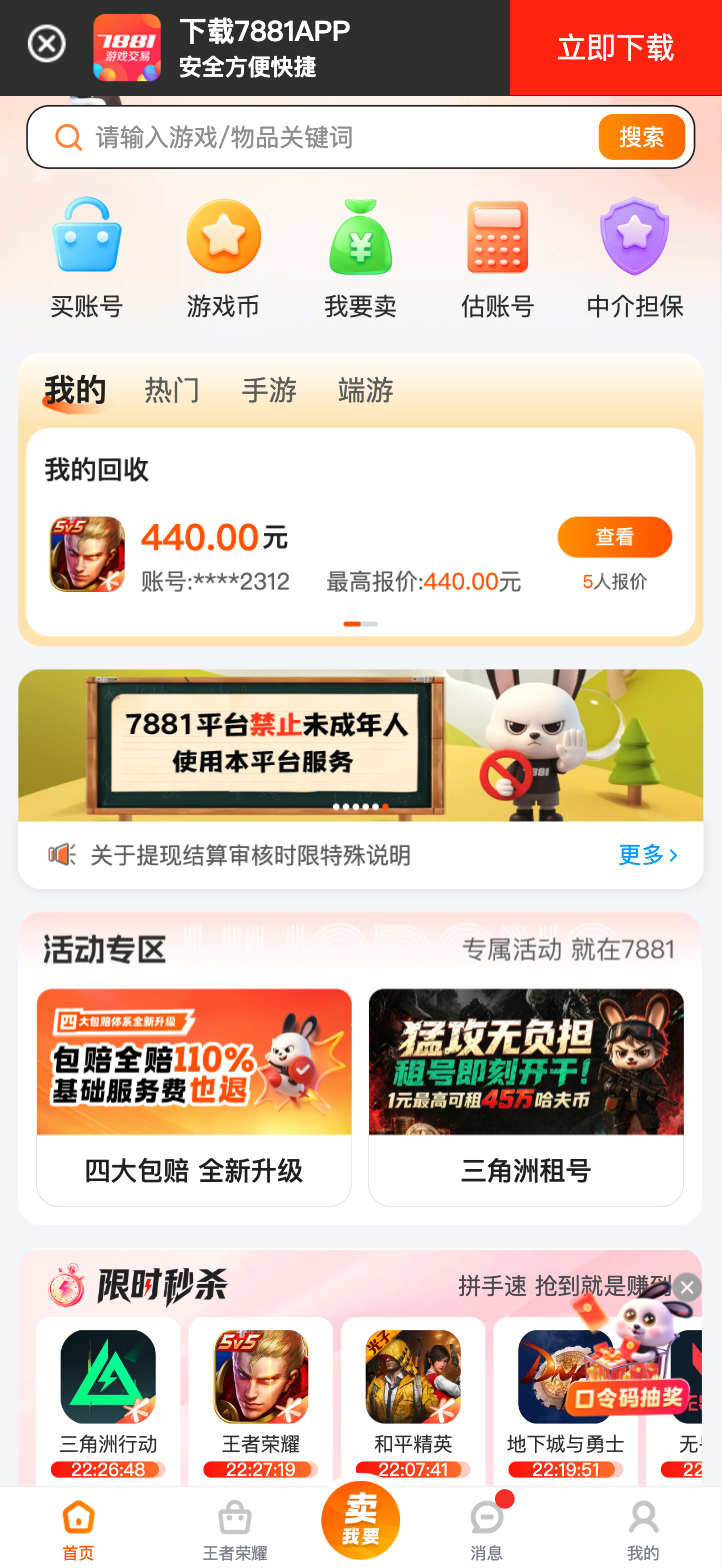 下载7881APP
安全方便快捷
立即下载
7881
游戏交易
请输入游戏/物品关键词
搜索
买账号
游戏币
我要卖
估账号
中介担保
我的
热门
手游
端游
我的回收
5v5
440.00元
查看
账号:****2312
最高报价:440.00元
5人报价
7881平台禁止未成年人
使用本平台服务
关于提现结算审核时限特殊说明
更多
活动专区
专属活动 就在7881
四大包赔体系全新升级
包赔全赔110%
基础服务费也退
猛攻无负担
租号即刻开干!
1元最高可租45万哈夫币
四大包赔 全新升级
三角洲租号
限时秒杀
拼手速 抢到就是赚到
5v5
光子
口令码抽奖
三角洲行动
王者荣耀
和平精英
地下城与勇士
22:26:48
22:27:19
22:07:41
22:19:51
22
卖
我要
首页
王者荣耀
消息
我的